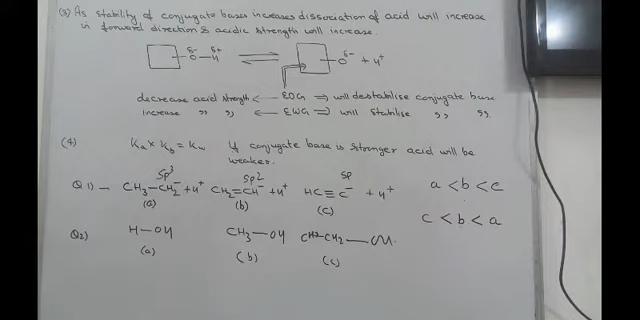 (3) As stability of conjugate bases increases dissociation of acid will increase
in forward direction & acidic strength will increase.
δ- δ+ δ-
O-H O + H+
decrease acid strength ← EDG ⇒ will destabilise conjugate base
increase ,, ,, ← EWG ⇒ will stabilise ,, ,,
(4) Ka × Kb = Kw If conjugate base is stronger acid will be
weaker.
sp3 sp2 sp
Q1) - CH3-CH2- + H+ CH2=CH- + H+ HC≡C- + H+ a < b < c
(a) (b) (c)
c < b < a
Q2) H-OH CH3-OH CH3-CH2-OH
(a) (b) (c)